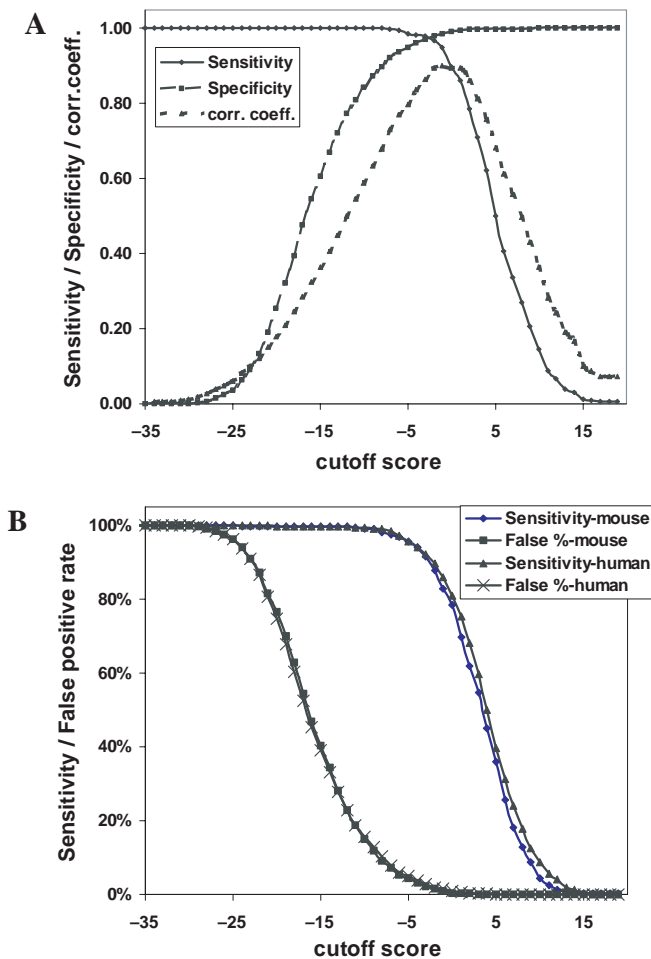 A
Sensitivity / Specificity / corr.coeff.
1.00
0.80
0.60
0.40
0.20
0.00
Sensitivity
Specificity
corr. coeff.
–35
–25
–15
–5
5
15
cutoff score
B
Sensitivity / False positive rate
100%
80%
60%
40%
20%
0%
Sensitivity-mouse
False %-mouse
Sensitivity-human
False %-human
–35
–25
–15
–5
5
15
cutoff score